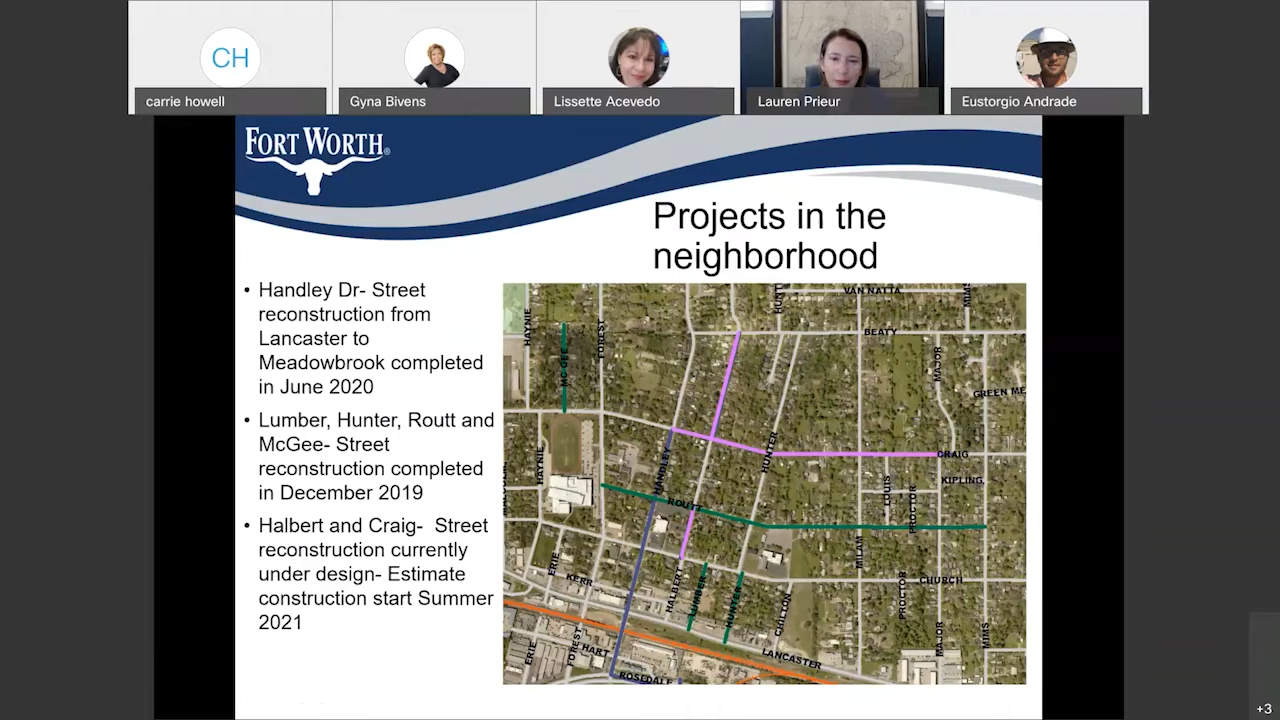 CH
carrie howell
Gyna Bivens
Lissette Acevedo
Lauren Prieur
Eustorgio Andrade
FORT WORTH®
Projects in the
neighborhood
• Handley Dr- Street
reconstruction from
Lancaster to
Meadowbrook completed
in June 2020
• Lumber, Hunter, Routt and
McGee- Street
reconstruction completed
in December 2019
• Halbert and Craig- Street
reconstruction currently
under design- Estimate
construction start Summer
2021
VAN NATTA
HAYNIE
MCGEE
FOREST
BEATY
MAJOR
GREEN ME
HANDLEY
HUNTER
CRAIG
HAYNIE
KIPLING
LOUIS
PROCTOR
ROUTT
MILAM
ERIE
KERR
HALBERT
LUMBER
HUNTER
CHILTON
PROCTOR
CHURCH
ERIE
FOREST
HART
LANCASTER
MAJOR
MIMS
ROSEDALE
+3